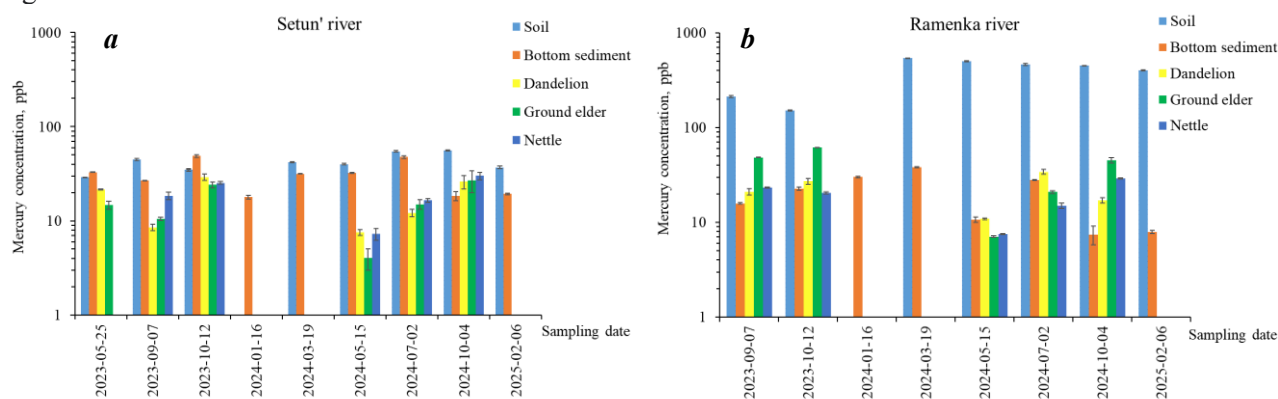 Setun' river
a
1000
100
10
1
Mercury concentration, ppb
Soil
Bottom sediment
Dandelion
Ground elder
Nettle
2023-05-25
2023-09-07
2023-10-12
2024-01-16
2024-03-19
2024-05-15
2024-07-02
2024-10-04
2025-02-06
Sampling date
Ramenka river
b
1000
100
10
1
Mercury concentration, ppb
Soil
Bottom sediment
Dandelion
Ground elder
Nettle
2023-09-07
2023-10-12
2024-01-16
2024-03-19
2024-05-15
2024-07-02
2024-10-04
2025-02-06
Sampling date